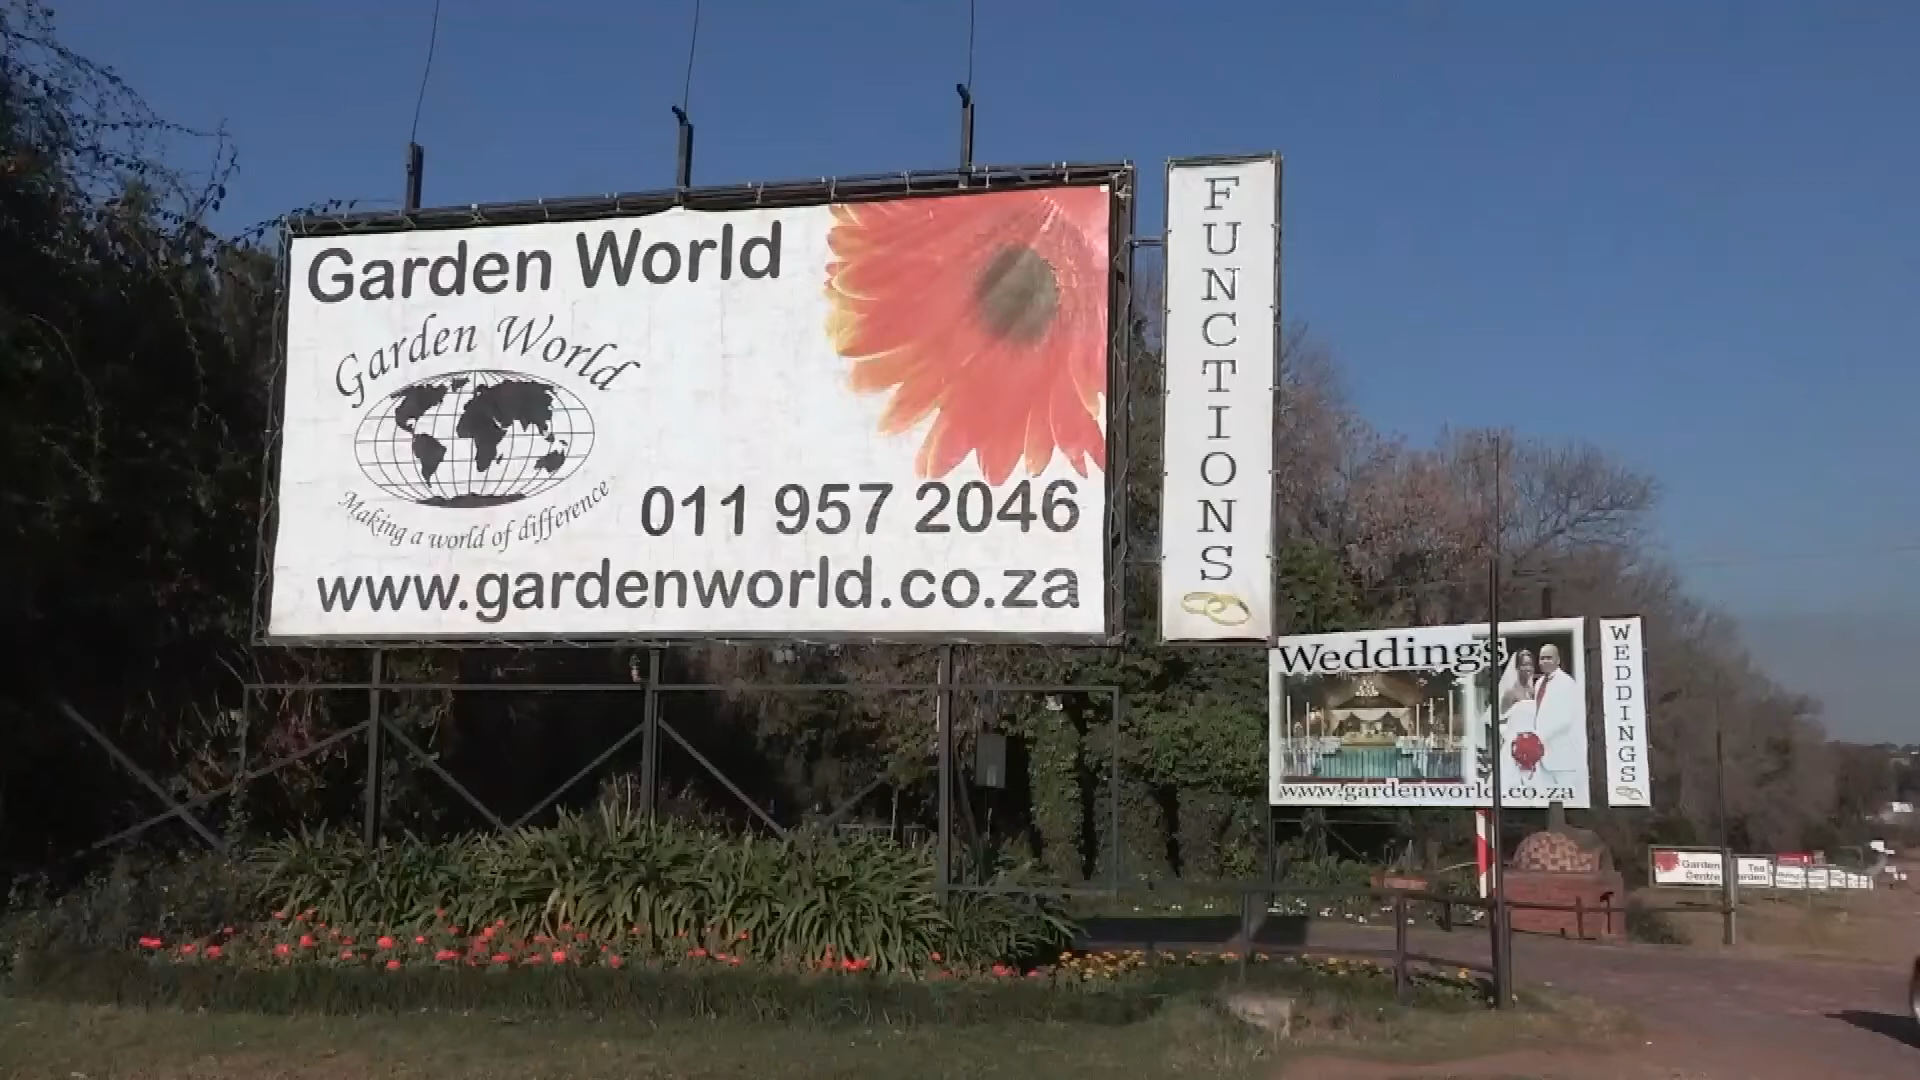 Garden World
Garden World
Making a world of difference
011 957 2046
www.gardenworld.co.za
FUNCTIONS
Weddings
www.gardenworld.co.za
WEDDINGS
Garden
Centre
Tea
Garden